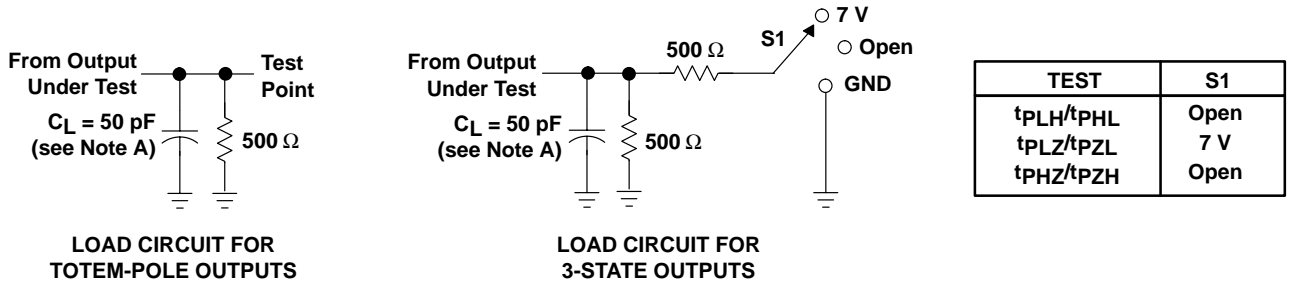 From Output
Under Test
Test
Point
CL = 50 pF
(see Note A)
500 Ω
LOAD CIRCUIT FOR
TOTEM-POLE OUTPUTS
From Output
Under Test
500 Ω
S1
7 V
Open
GND
CL = 50 pF
(see Note A)
500 Ω
LOAD CIRCUIT FOR
3-STATE OUTPUTS
TEST S1
tPLH/tPHL Open
tPLZ/tPZL 7 V
tPHZ/tPZH Open